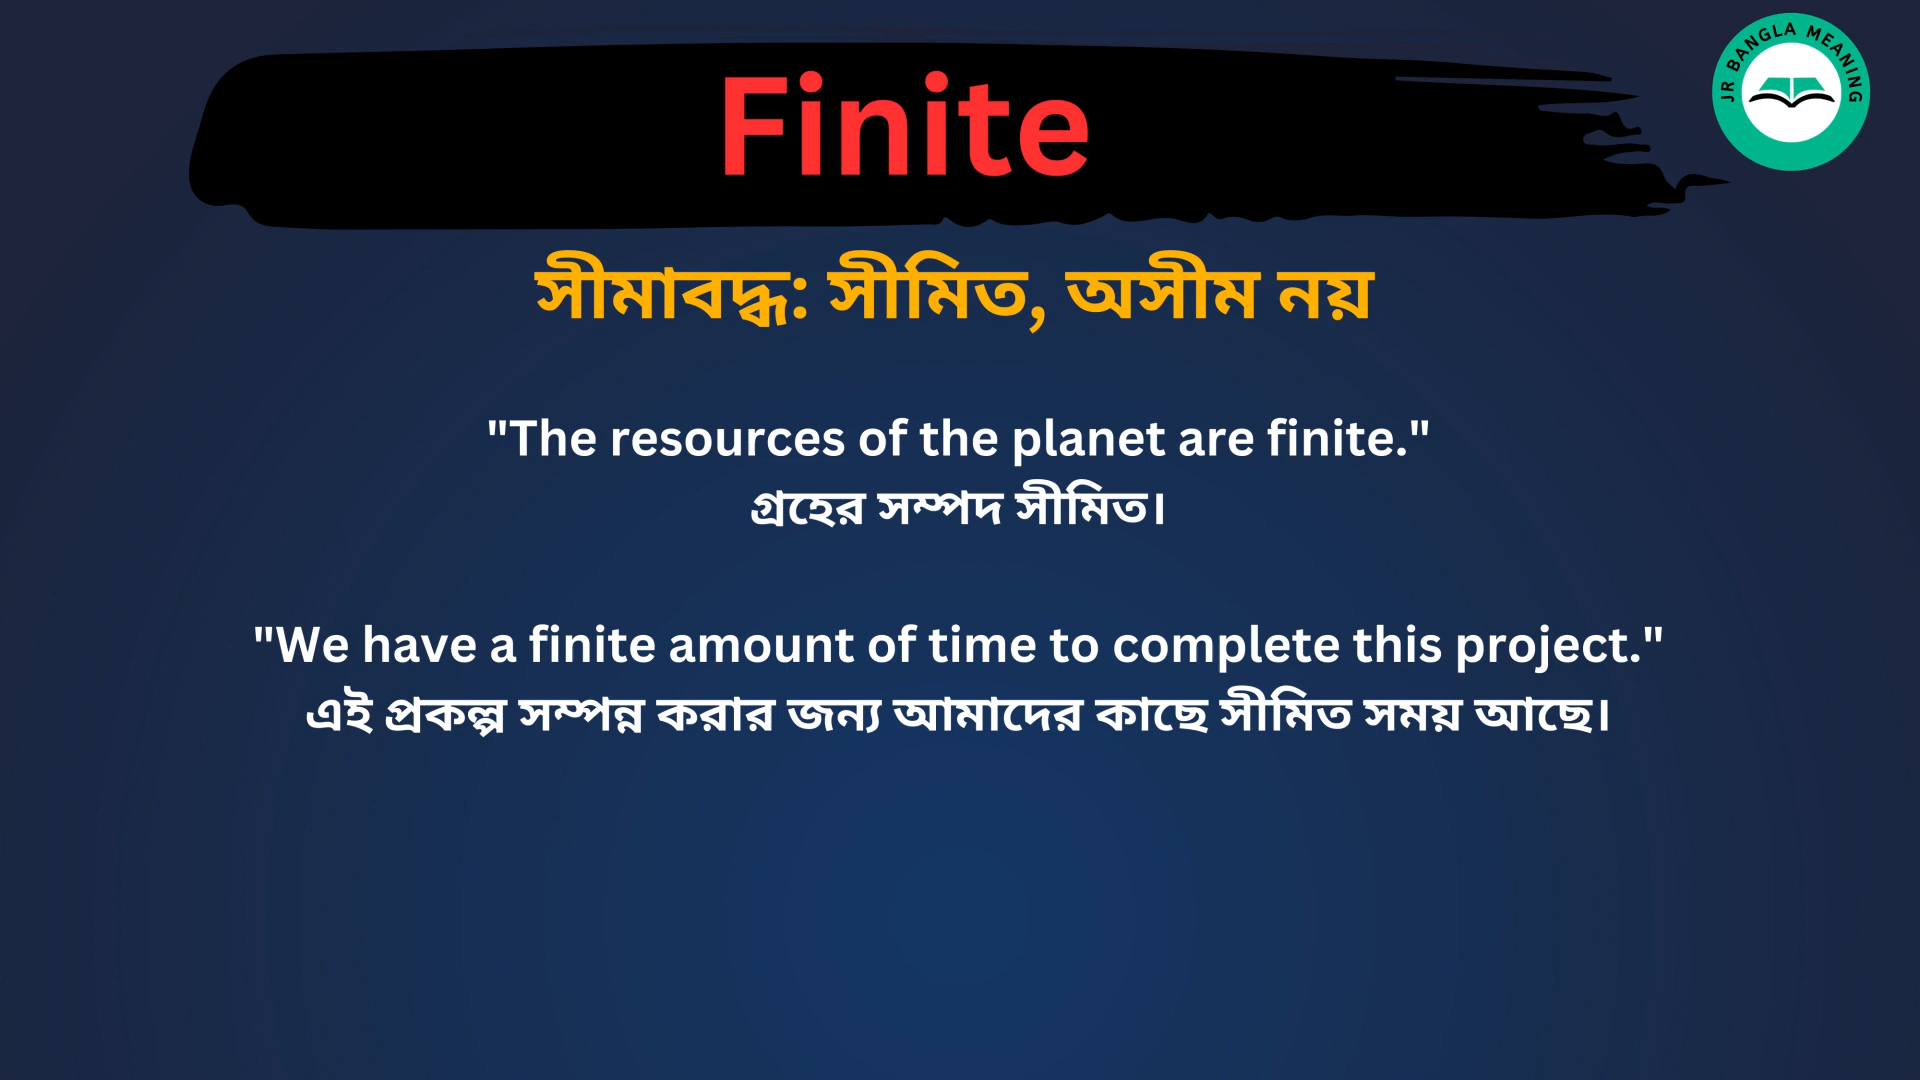 JR BANGLA MEANING
Finite
সীমাবদ্ধ: সীমিত, অসীম নয়
"The resources of the planet are finite."
গ্রহের সম্পদ সীমিত।
"We have a finite amount of time to complete this project."
এই প্রকল্প সম্পন্ন করার জন্য আমাদের কাছে সীমিত সময় আছে।